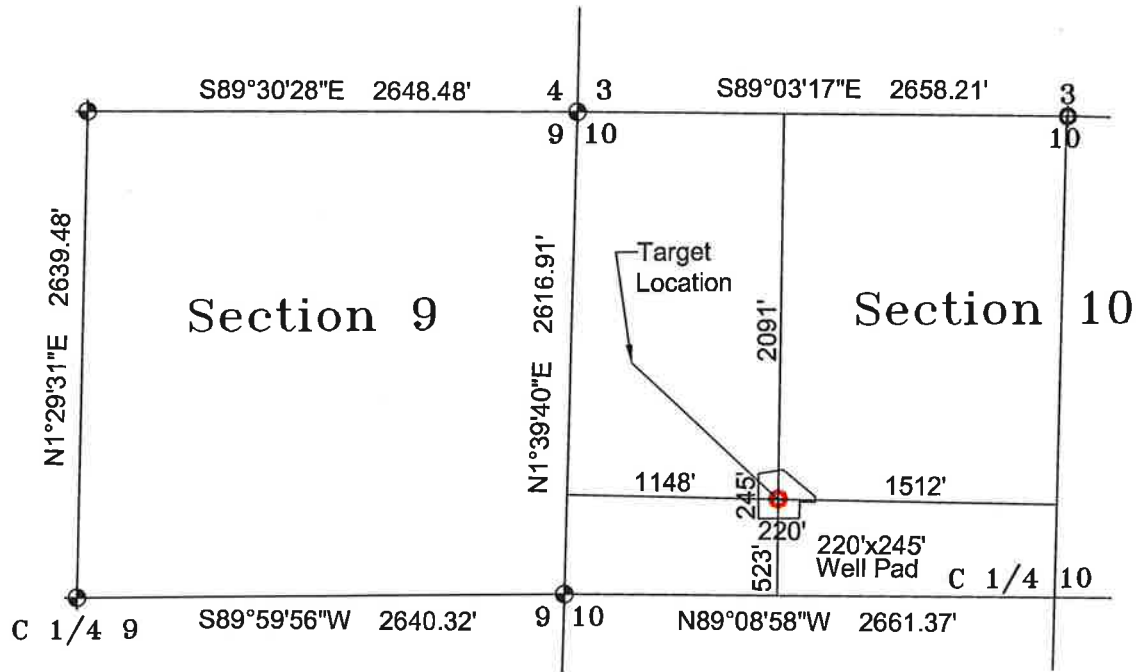 S89°30'28"E 2648.48' 4 3 S89°03'17"E 2658.21' 3
9 10 10
N1°29'31"E 2639.48'
N1°39'40"E 2616.91'
Target
Location
2091'
Section 9
Section 10
1148'
245'
1512'
220'
523'
220'x245'
Well Pad
C 1/4 10
C 1/4 9
S89°59'56"W 2640.32'
9 10
N89°08'58"W 2661.37'